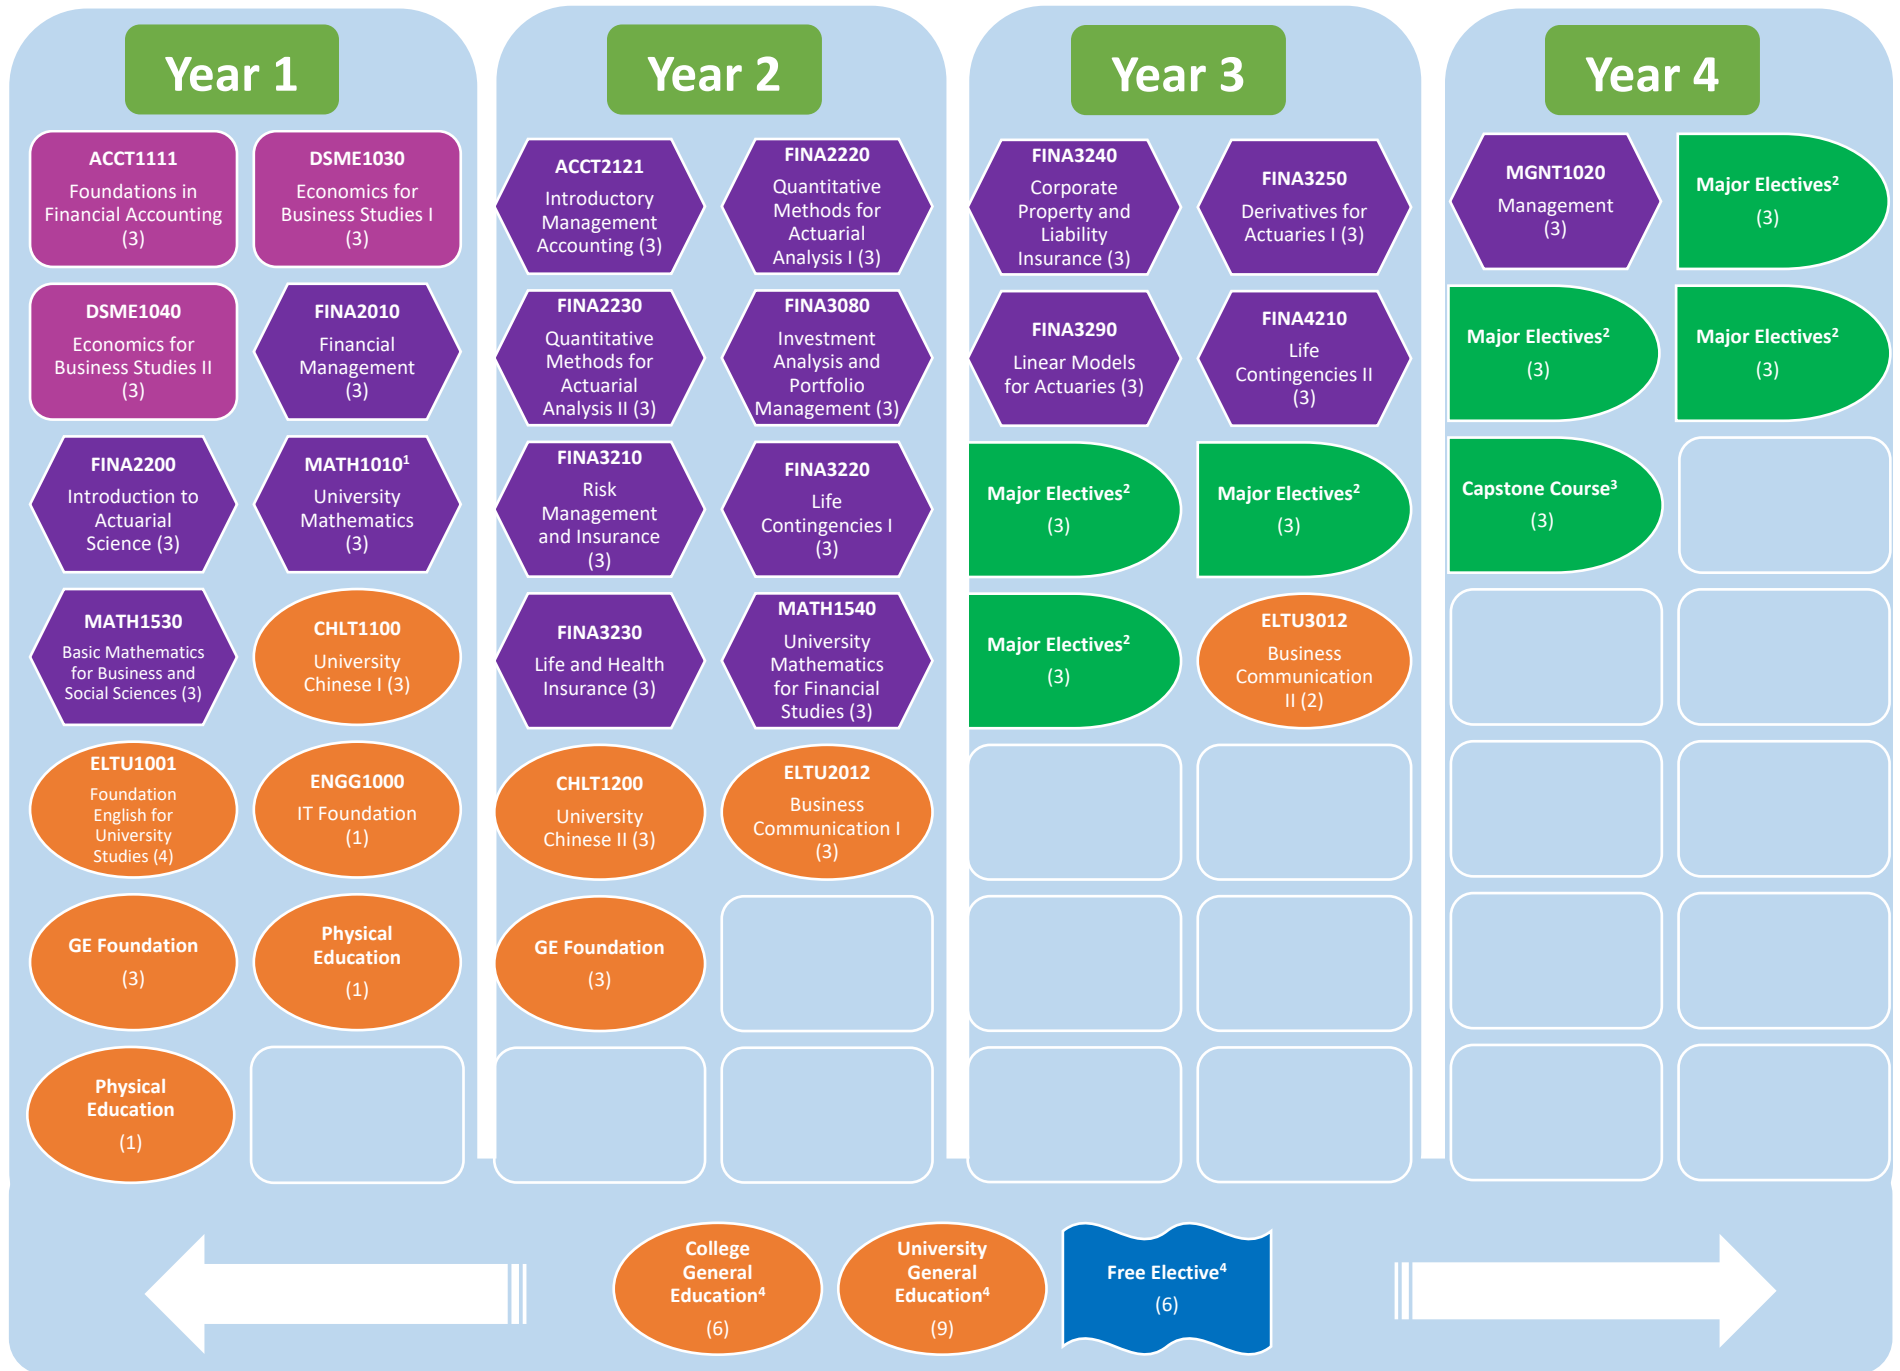 Year 1
ACCT1111
Foundations in
Financial Accounting
(3)
DSME1030
Economics for
Business Studies I
(3)
DSME1040
Economics for
Business Studies II
(3)
FINA2010
Financial
Management
(3)
FINA2200
Introduction to
Actuarial
Science (3)
MATH1010¹
University
Mathematics
(3)
MATH1530
Basic Mathematics
for Business and
Social Sciences (3)
CHLT1100
University
Chinese I (3)
ELTU1001
Foundation
English for
University
Studies (4)
ENGG1000
IT Foundation
(1)
GE Foundation
(3)
Physical
Education
(1)
Physical
Education
(1)
Year 2
ACCT2121
Introductory
Management
Accounting (3)
FINA2220
Quantitative
Methods for
Actuarial
Analysis I (3)
FINA2230
Quantitative
Methods for
Actuarial
Analysis II (3)
FINA3080
Investment
Analysis and
Portfolio
Management (3)
FINA3210
Risk
Management
and Insurance
(3)
FINA3220
Life
Contingencies I
(3)
FINA3230
Life and Health
Insurance (3)
MATH1540
University
Mathematics
for Financial
Studies (3)
CHLT1200
University
Chinese II (3)
ELTU2012
Business
Communication I
(3)
GE Foundation
(3)
Year 3
FINA3240
Corporate
Property and
Liability
Insurance (3)
FINA3250
Derivatives for
Actuaries I (3)
FINA3290
Linear Models
for Actuaries (3)
FINA4210
Life
Contingencies II
(3)
Major Electives²
(3)
Major Electives²
(3)
Major Electives²
(3)
ELTU3012
Business
Communication
II (2)
Year 4
MGNT1020
Management
(3)
Major Electives²
(3)
Major Electives²
(3)
Major Electives²
(3)
Capstone Course³
(3)
College
General
Education⁴
(6)
University
General
Education⁴
(9)
Free Elective⁴
(6)